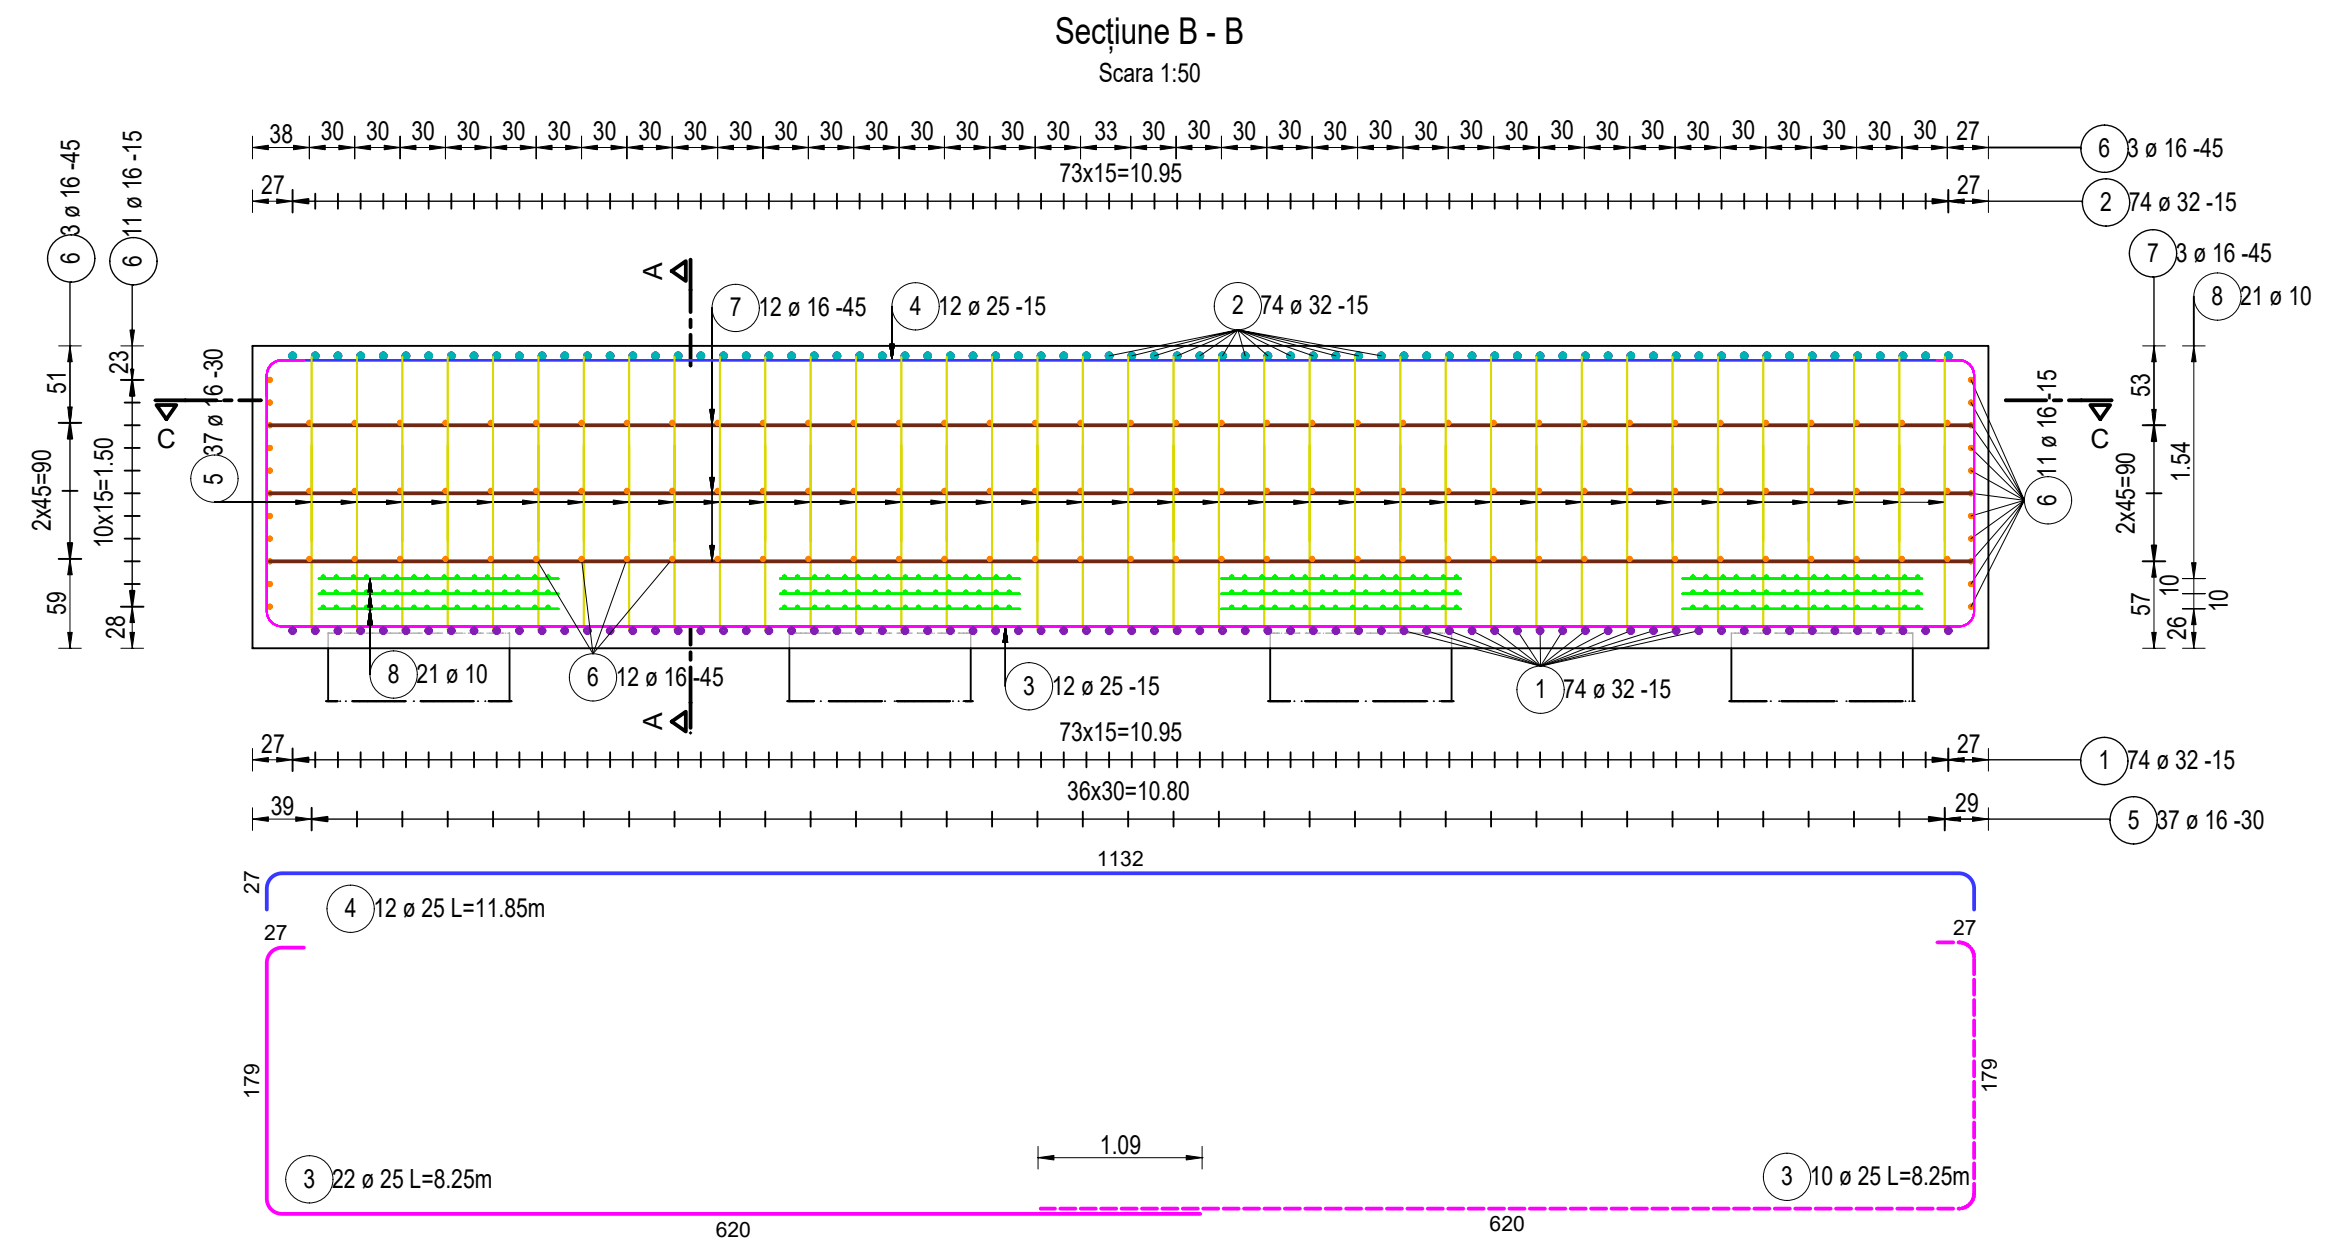 Secțiune B - B
Scara 1:50
38 30 30 30 30 30 30 30 30 30 30 30 30 30 30 30 30 30 33 30 30 30 30 30 30 30 30 30 30 30 30 30 30 30 30 30 27
6 3 ø 16 -45
73x15=10.95
27 27
2 74 ø 32 -15
6 3 ø 16 -45
6 11 ø 16 -15
7 3 ø 16 -45
8 21 ø 10
A
7 12 ø 16 -45
4 12 ø 25 -15
2 74 ø 32 -15
51
2x45=90
59
23
10x15=1.50
28
5 37 ø 16 -30
C
C
6 11 ø 16 -15
53
2x45=90
57
1.54
10
10
26
8 21 ø 10
6 12 ø 16 -45
3 12 ø 25 -15
1 74 ø 32 -15
A
73x15=10.95
27 27
1 74 ø 32 -15
36x30=10.80
39 29
5 37 ø 16 -30
1132
27
4 12 ø 25 L=11.85m
27 27
179 179
1.09
3 22 ø 25 L=8.25m
3 10 ø 25 L=8.25m
620 620